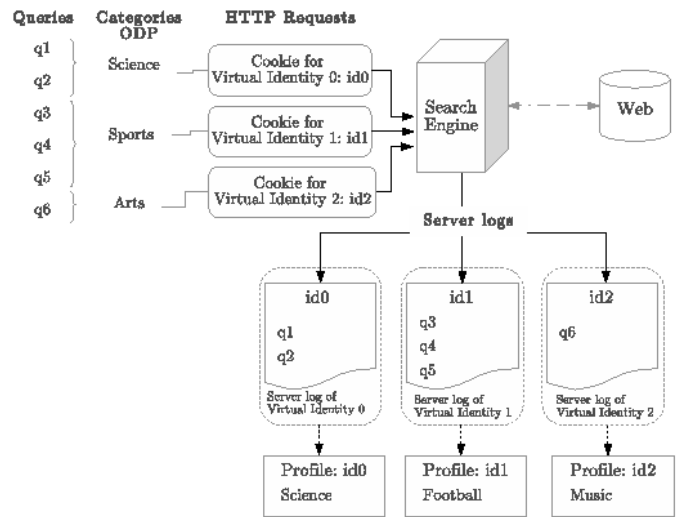 Queries
Categories
ODP
HTTP Requests
q1
q2
q3
q4
q5
q6
Science
Sports
Arts
Cookie for
Virtual Identity 0: id0
Cookie for
Virtual Identity 1: id1
Cookie for
Virtual Identity 2: id2
Search
Engine
Web
Server logs
id0
q1
q2
Server log of
Virtual Identity 0
id1
q3
q4
q5
Server log of
Virtual Identity 1
id2
q6
Server log of
Virtual Identity 2
Profile: id0
Science
Profile: id1
Football
Profile: id2
Music